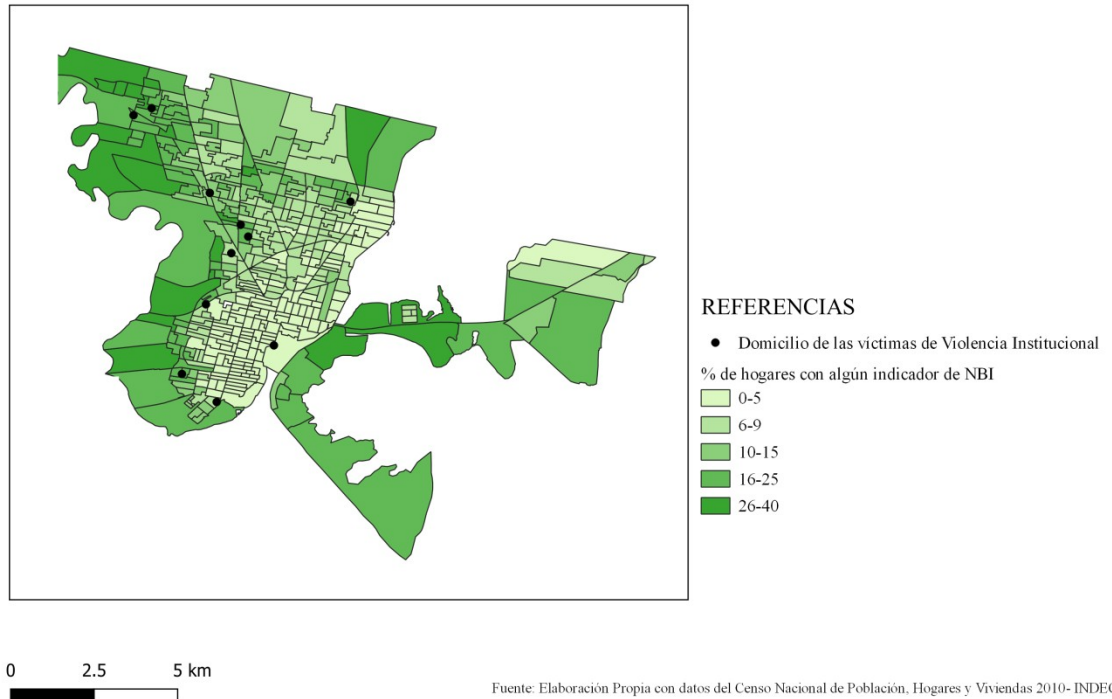 REFERENCIAS
Domicilio de las víctimas de Violencia Institucional
% de hogares con algún indicador de NBI
0-5
6-9
10-15
16-25
26-40
0 2.5 5 km
Fuente: Elaboración Propia con datos del Censo Nacional de Población, Hogares y Viviendas 2010- INDEC